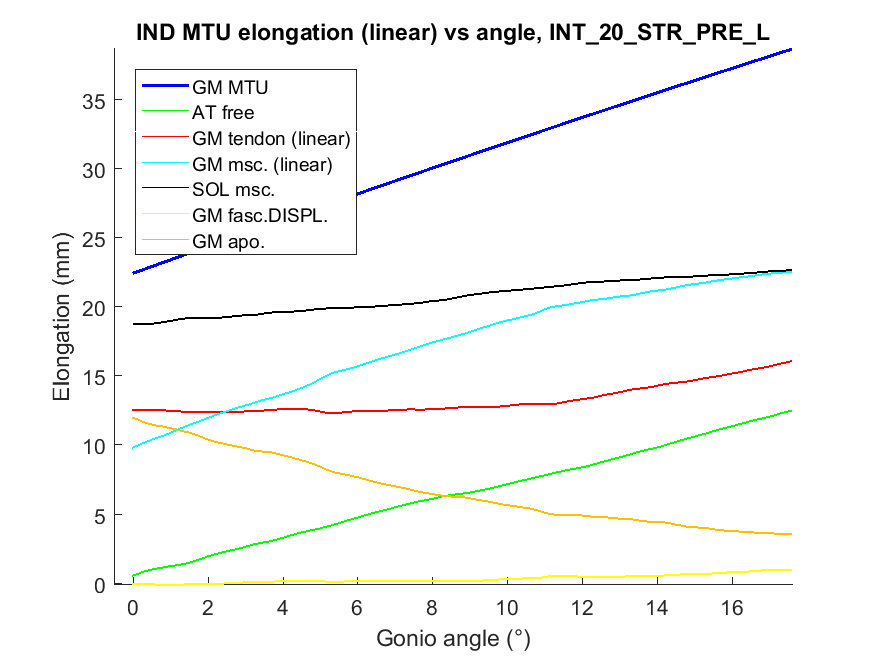 IND MTU elongation (linear) vs angle, INT_20_STR_PRE_L
GM MTU
AT free
GM tendon (linear)
GM msc. (linear)
SOL msc.
GM fasc.DISPL.
GM apo.
Elongation (mm)
35
30
25
20
15
10
5
0
0 2 4 6 8 10 12 14 16
Gonio angle (°)